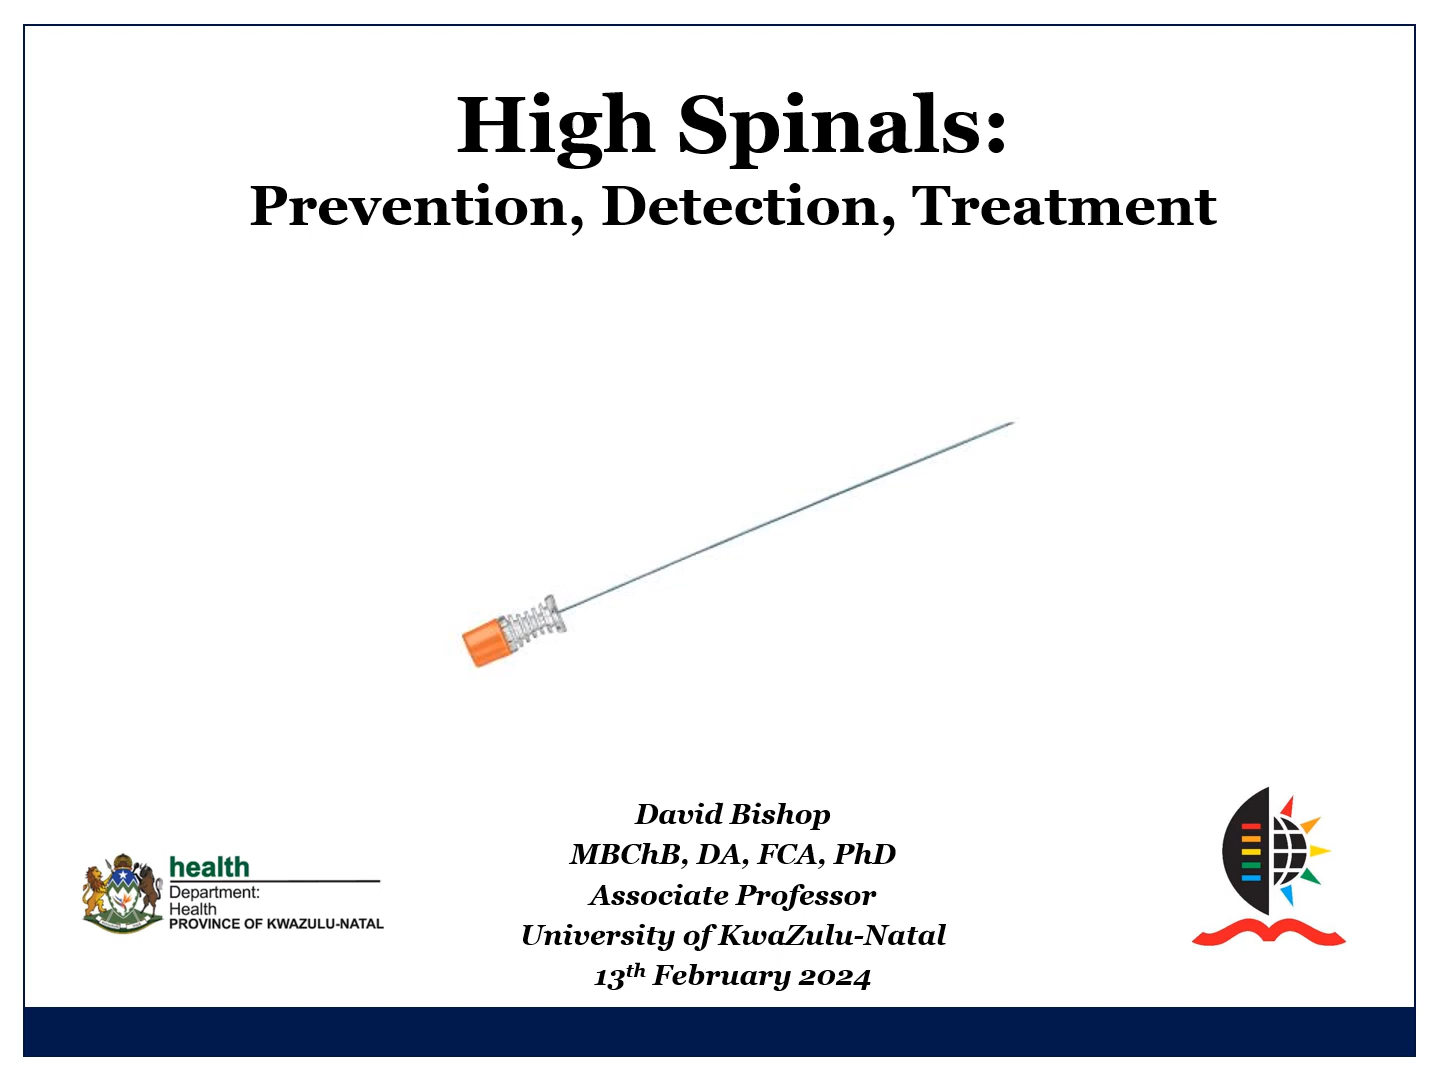 High Spinals:
Prevention, Detection, Treatment
David Bishop
MBChB, DA, FCA, PhD
Associate Professor
University of KwaZulu-Natal
13th February 2024
health
Department:
Health
PROVINCE OF KWAZULU-NATAL